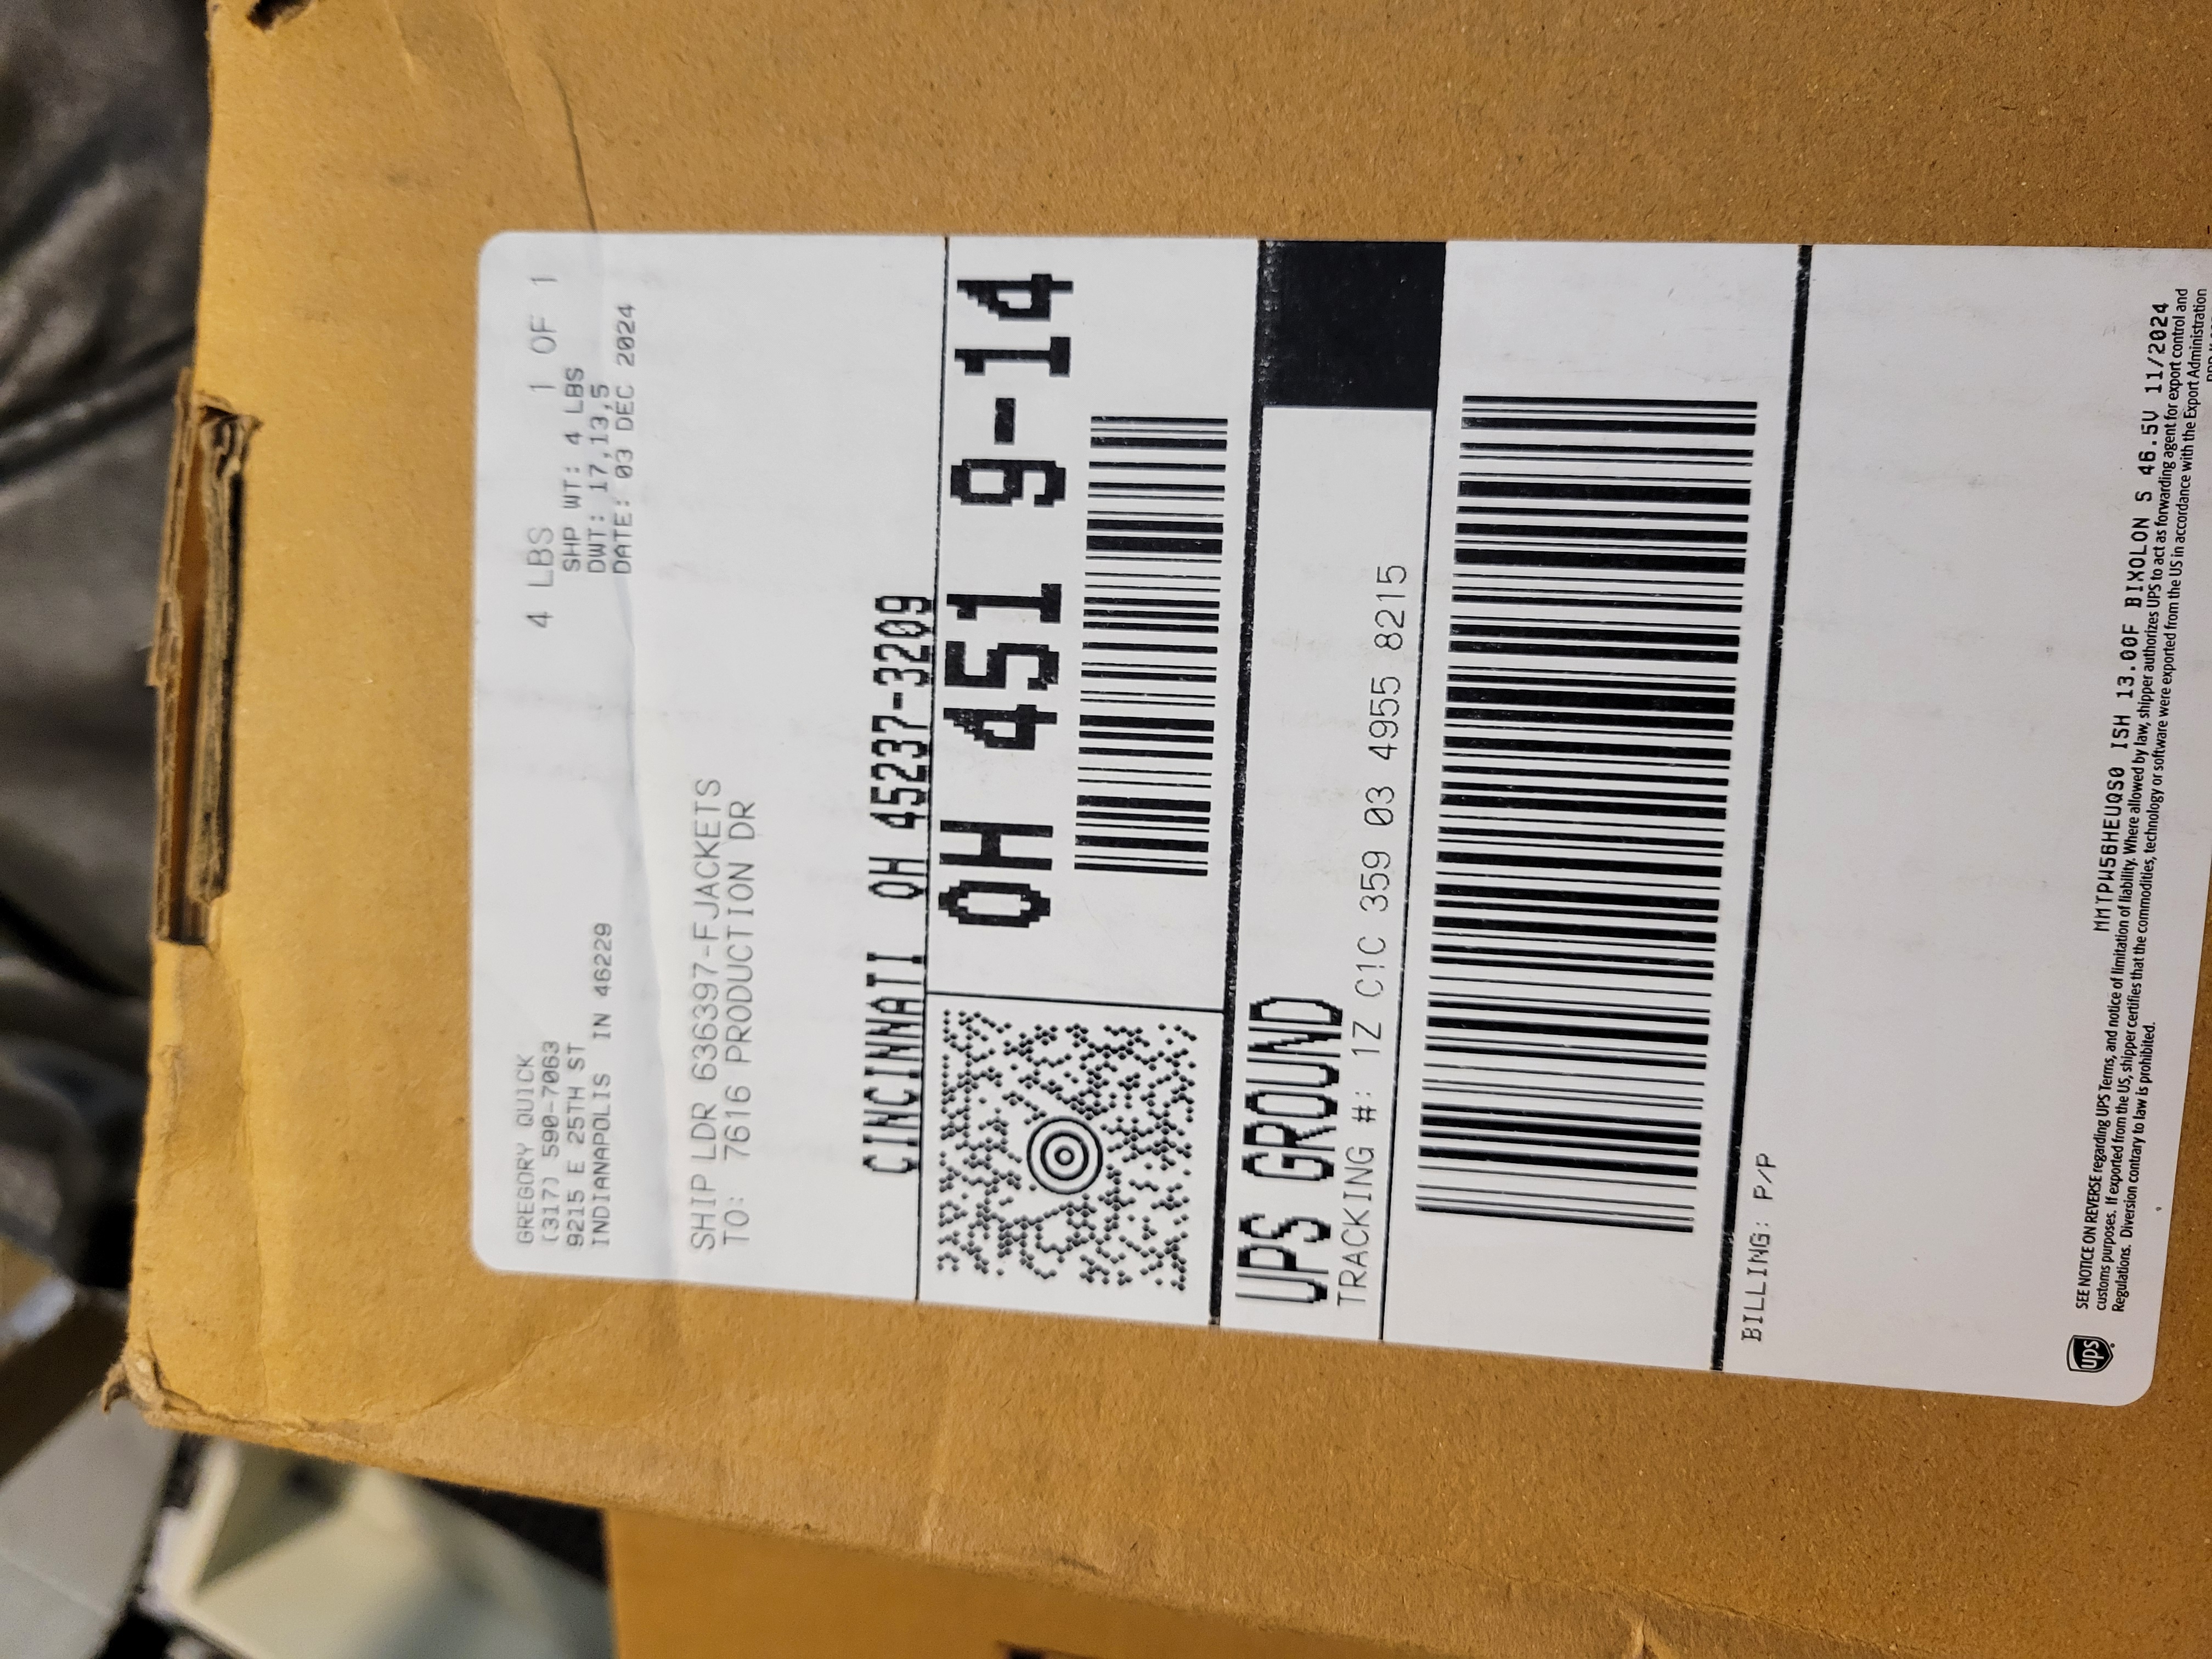 GREGORY QUICK
(317) 590-7063
9215 E 25TH ST
INDIANAPOLIS IN 46229
4 LBS 1 OF 1
SHP WT: 4 LBS
DWT: 17,13,5
DATE: 03 DEC 2024
SHIP LDR 636397-FJACKETS
TO: 7616 PRODUCTION DR
CINCINNATI OH 45237-3209
OH 451 9-14
UPS GROUND
TRACKING #: 1Z C1C 359 03 4955 8215
BILLING: P/P
MMTPW56HEUQS0 ISH 13.00F BIXOLON S 46.5V 11/2024
ups
SEE NOTICE ON REVERSE regarding UPS Terms, and notice of limitation of liability. Where allowed by law, shipper authorizes UPS to act as forwarding agent for export control and
customs purposes. If exported from the US, shipper certifies that the commodities, technology or software were exported from the US in accordance with the Export Administration
Regulations. Diversion contrary to law is prohibited.